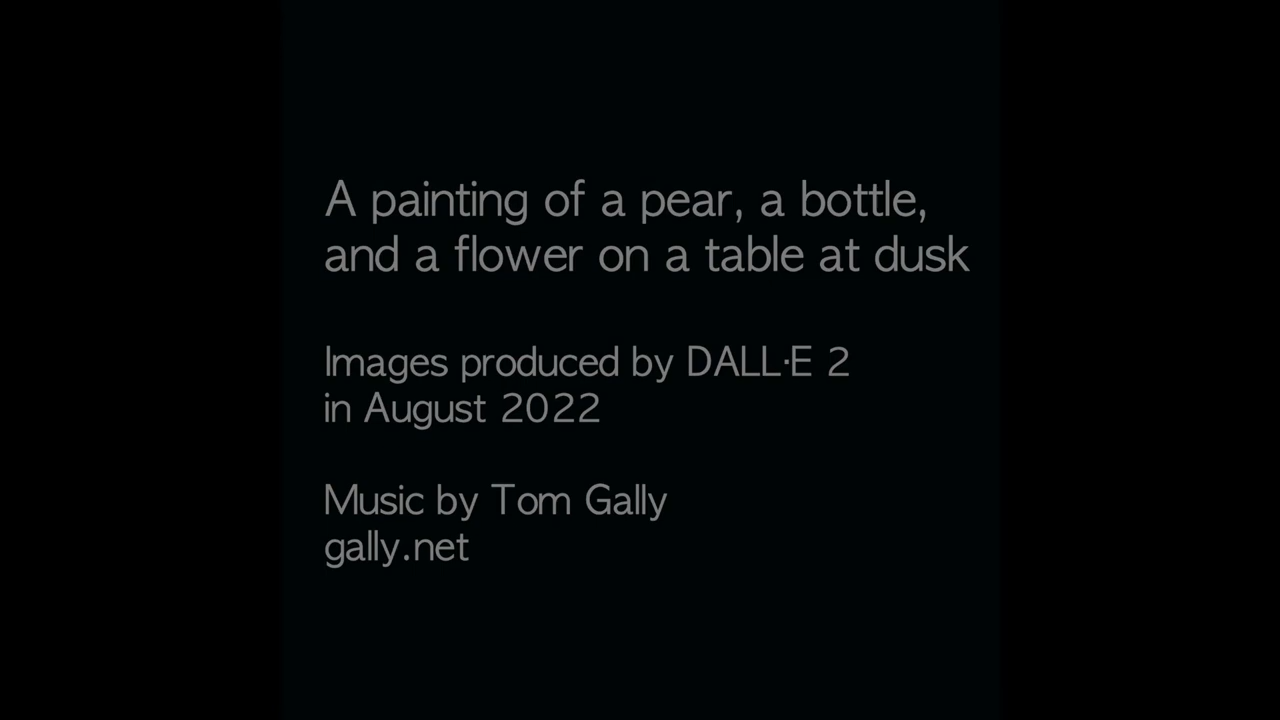 A painting of a pear, a bottle,
and a flower on a table at dusk
Images produced by DALL·E 2
in August 2022
Music by Tom Gally
gally.net